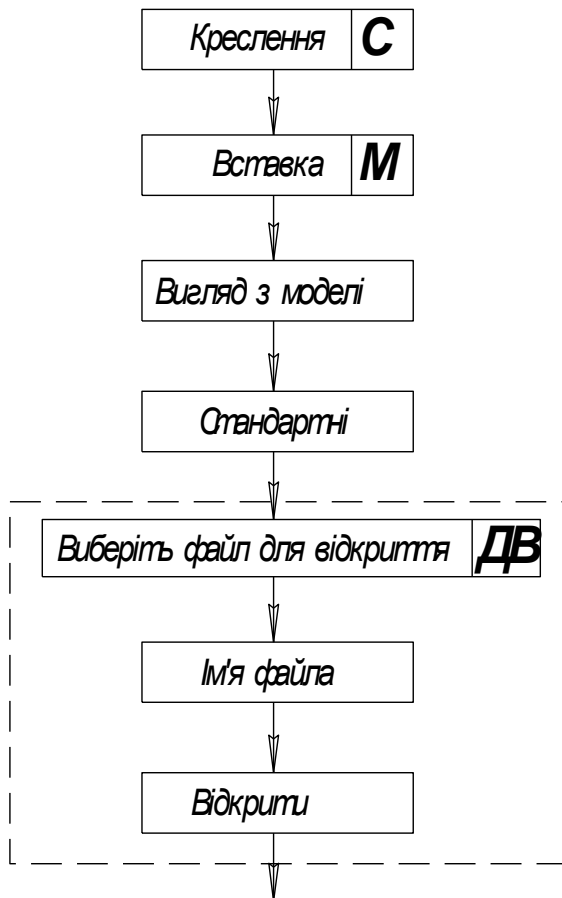 Креслення С
Вставка М
Вигляд з моделі
Стандартні
Виберіть файл для відкриття ДВ
Ім'я файла
Відкрити